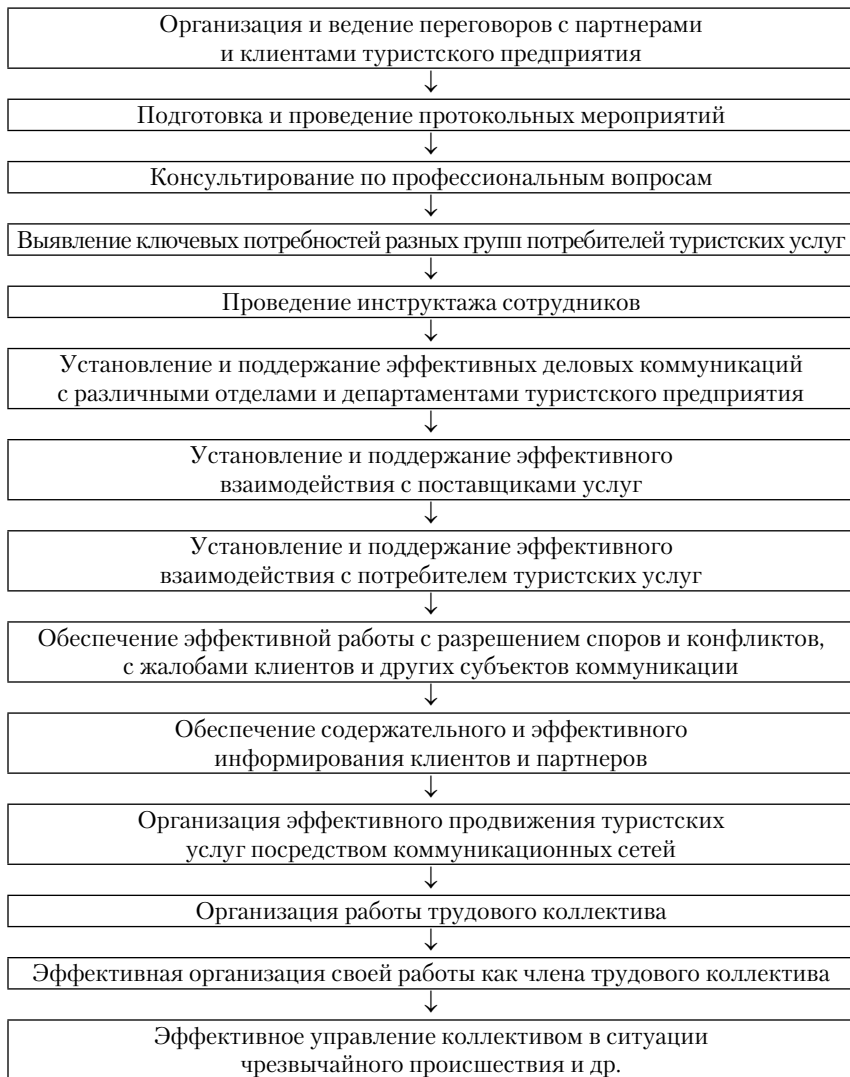 Организация и ведение переговоров с партнерами
и клиентами туристского предприятия
↓
Подготовка и проведение протокольных мероприятий
↓
Консультирование по профессиональным вопросам
↓
Выявление ключевых потребностей разных групп потребителей туристских услуг
↓
Проведение инструктажа сотрудников
↓
Установление и поддержание эффективных деловых коммуникаций
с различными отделами и департаментами туристского предприятия
↓
Установление и поддержание эффективного
взаимодействия с поставщиками услуг
↓
Установление и поддержание эффективного
взаимодействия с потребителем туристских услуг
↓
Обеспечение эффективной работы с разрешением споров и конфликтов,
с жалобами клиентов и других субъектов коммуникации
↓
Обеспечение содержательного и эффективного
информирования клиентов и партнеров
↓
Организация эффективного продвижения туристских
услуг посредством коммуникационных сетей
↓
Организация работы трудового коллектива
↓
Эффективная организация своей работы как члена трудового коллектива
↓
Эффективное управление коллективом в ситуации
чрезвычайного происшествия и др.